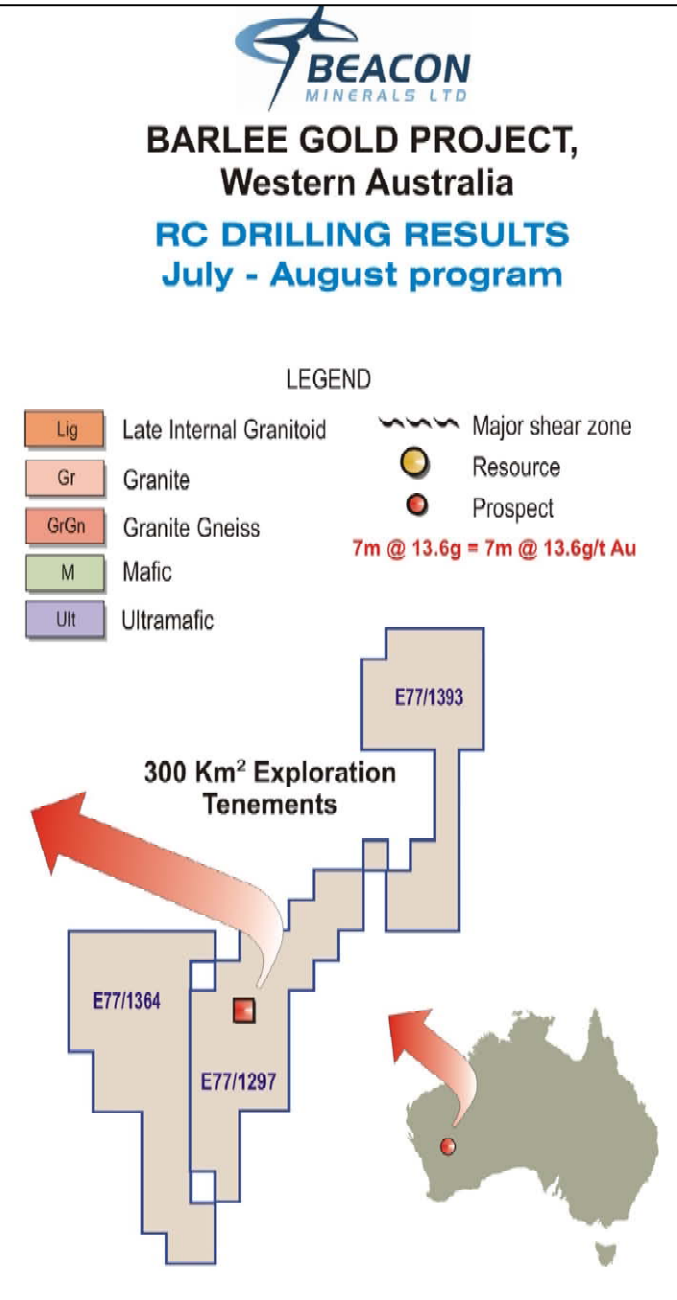 BEACON
MINERALS LTD
BARLEE GOLD PROJECT,
Western Australia
RC DRILLING RESULTS
July - August program
LEGEND
Lig Late Internal Granitoid
Gr Granite
GrGn Granite Gneiss
M Mafic
Ult Ultramafic
Major shear zone
Resource
Prospect
7m @ 13.6g = 7m @ 13.6g/t Au
E77/1393
300 Km² Exploration
Tenements
E77/1364
E77/1297